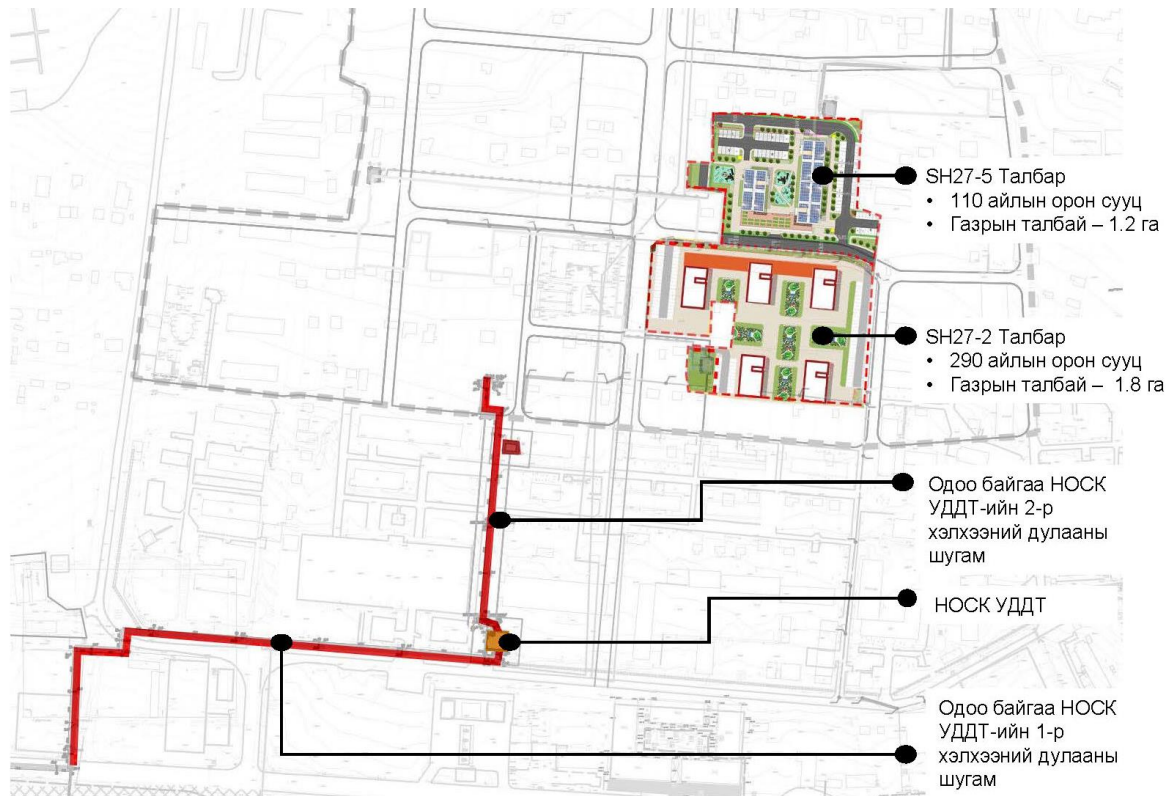 SH27-5 Талбар
• 110 айлын орон сууц
• Газрын талбай – 1.2 га
SH27-2 Талбар
• 290 айлын орон сууц
• Газрын талбай – 1.8 га
Одоо байгаа НОСК
УДДТ-ийн 2-р
хэлхээний дулааны
шугам
НОСК УДДТ
Одоо байгаа НОСК
УДДТ-ийн 1-р
хэлхээний дулааны
шугам